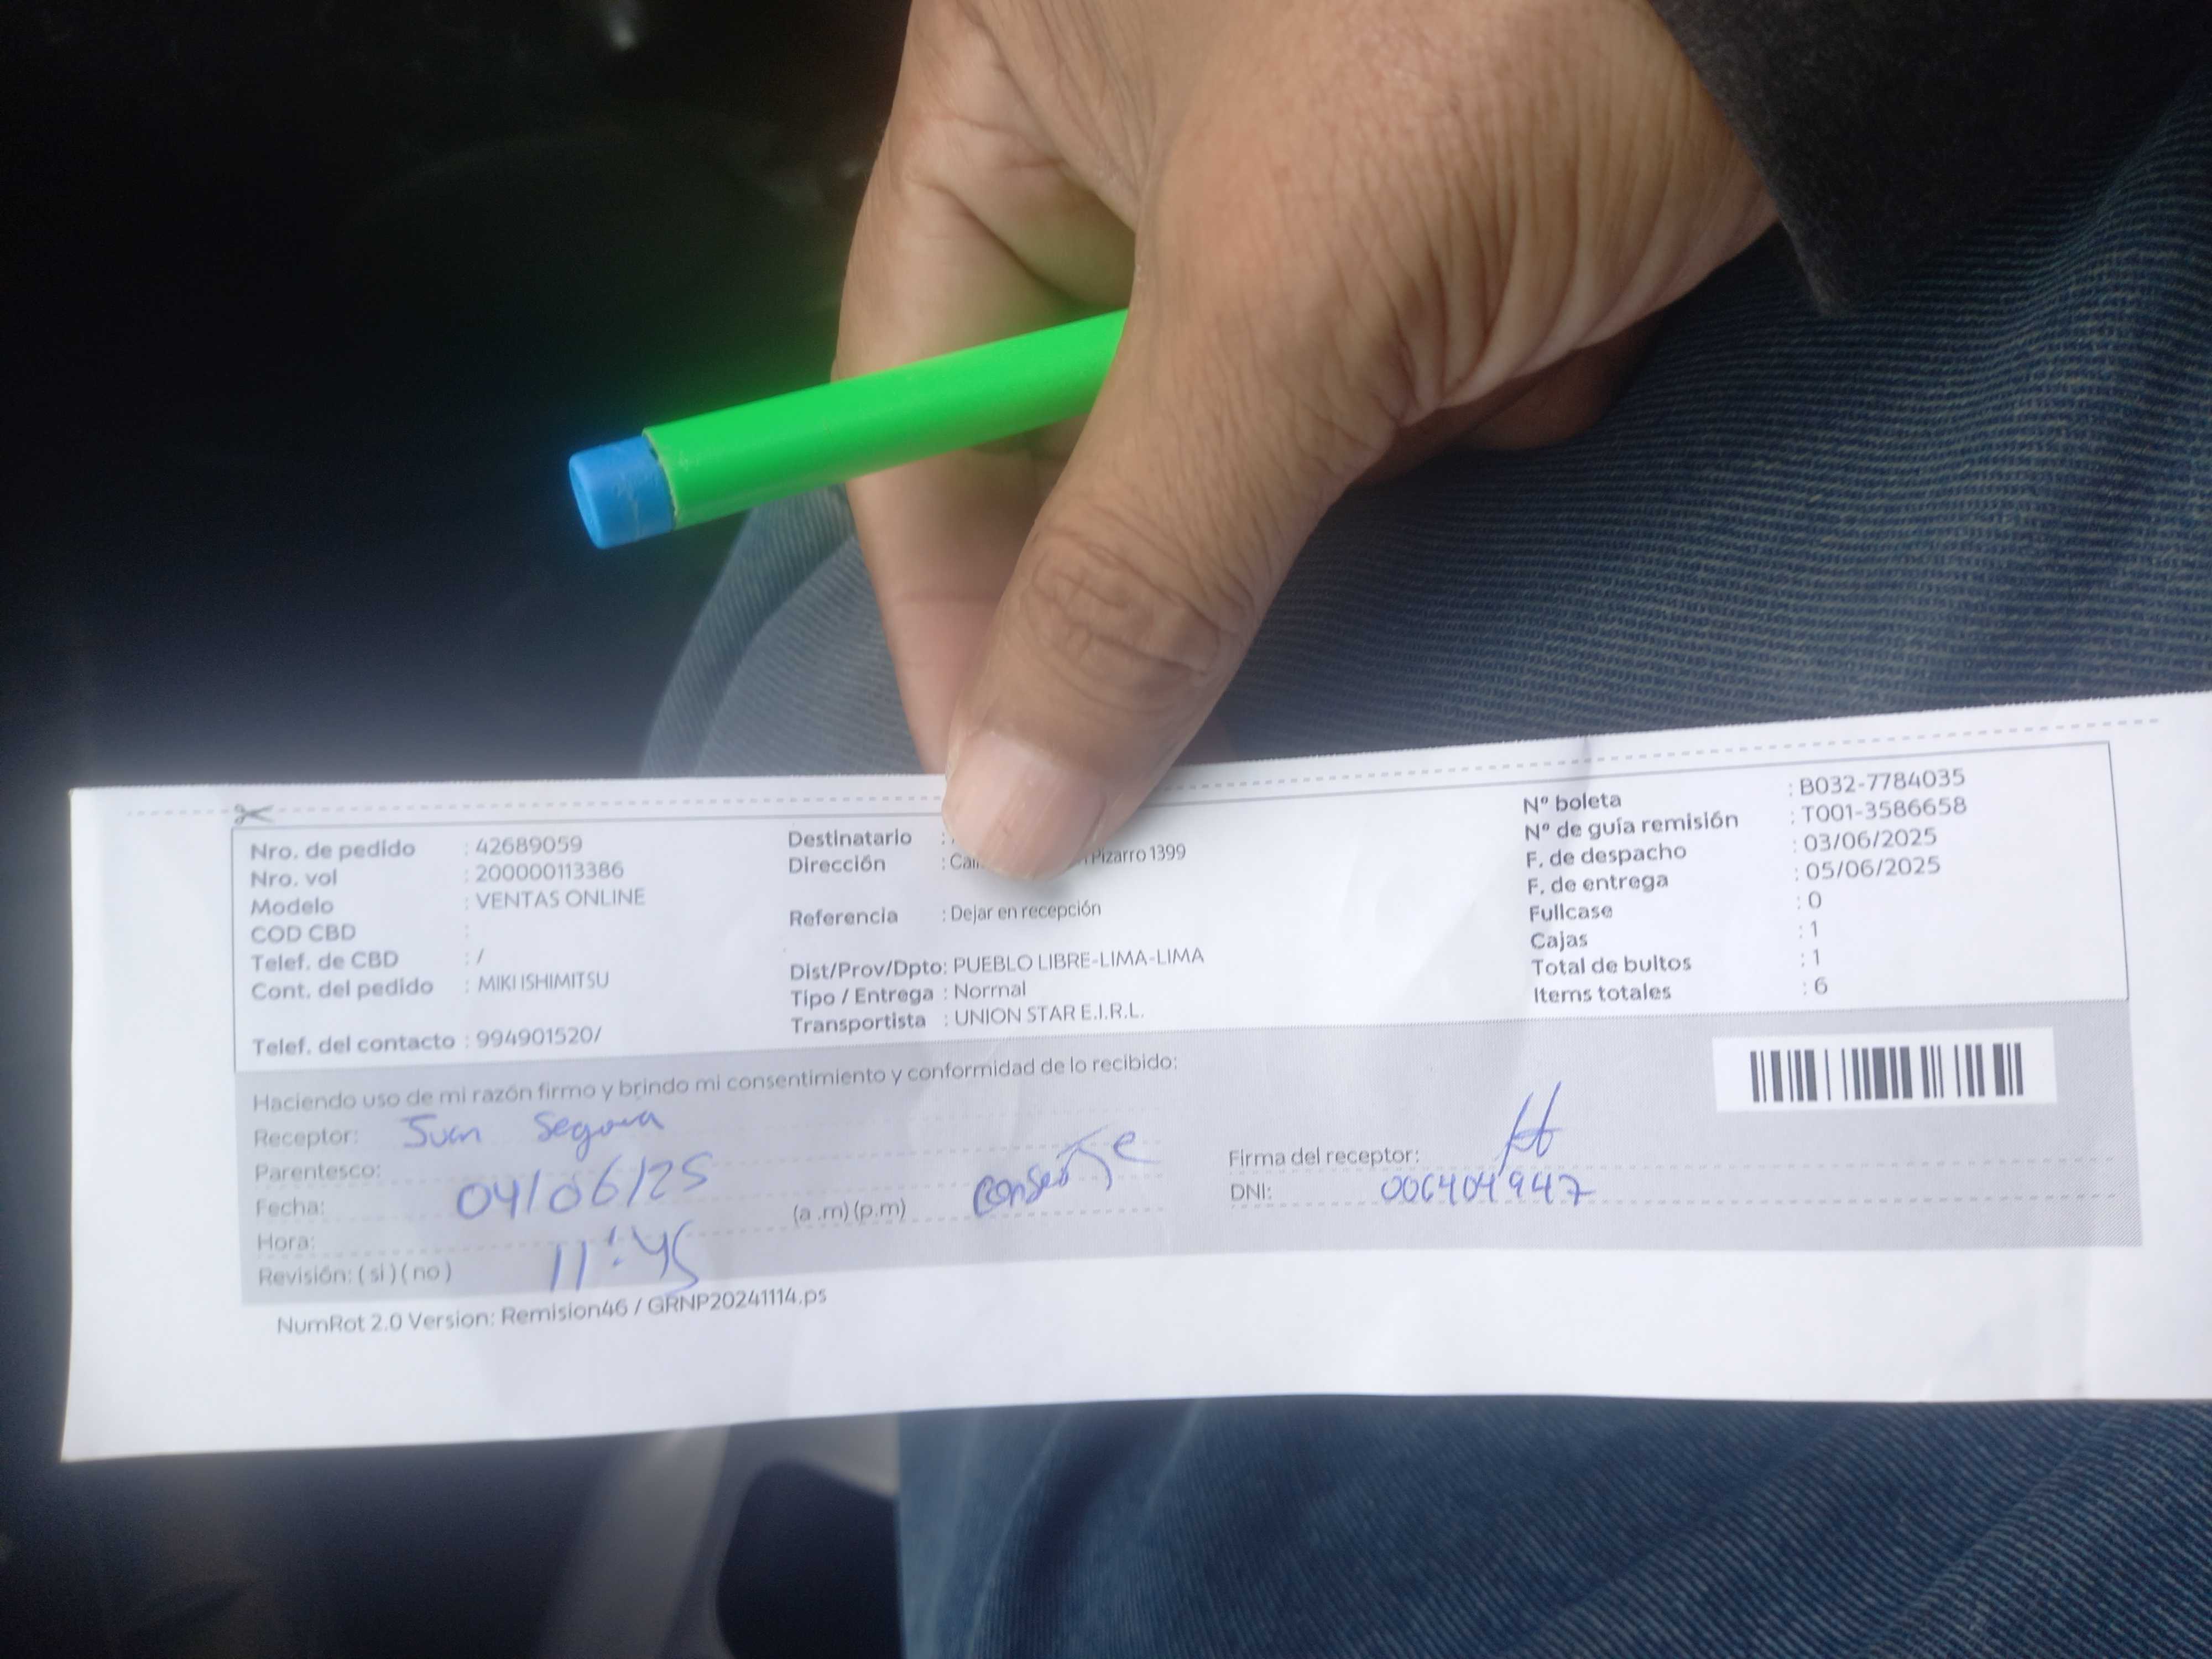 Nro. de pedido : 42689059
Nro. vol : 200000113386
Modelo : VENTAS ONLINE
COD CBD :
Telef. de CBD : /
Cont. del pedido : MIKI ISHIMITSU
Telef. del contacto : 994901520/
Destinatario :
Dirección : Pizarro 1399
Referencia : Dejar en recepción
Dist/Prov/Dpto: PUEBLO LIBRE-LIMA-LIMA
Tipo / Entrega : Normal
Transportista : UNION STAR E.I.R.L.
Nº boleta : B032-7784035
Nº de guía remisión : T001-3586658
F. de despacho : 03/06/2025
F. de entrega : 05/06/2025
Fullcase : 0
Cajas : 1
Total de bultos : 1
Items totales : 6
Haciendo uso de mi razón firmo y brindo mi consentimiento y conformidad de lo recibido:
Receptor: Juan Segovia
Parentesco:
Fecha: 04/06/25
Hora: (a .m) (p.m) conserje
Revisión: ( si ) ( no ) 11:45
Firma del receptor:
DNI: 006404947
NumRot 2.0 Version: Remision46 / GRNP20241114.ps